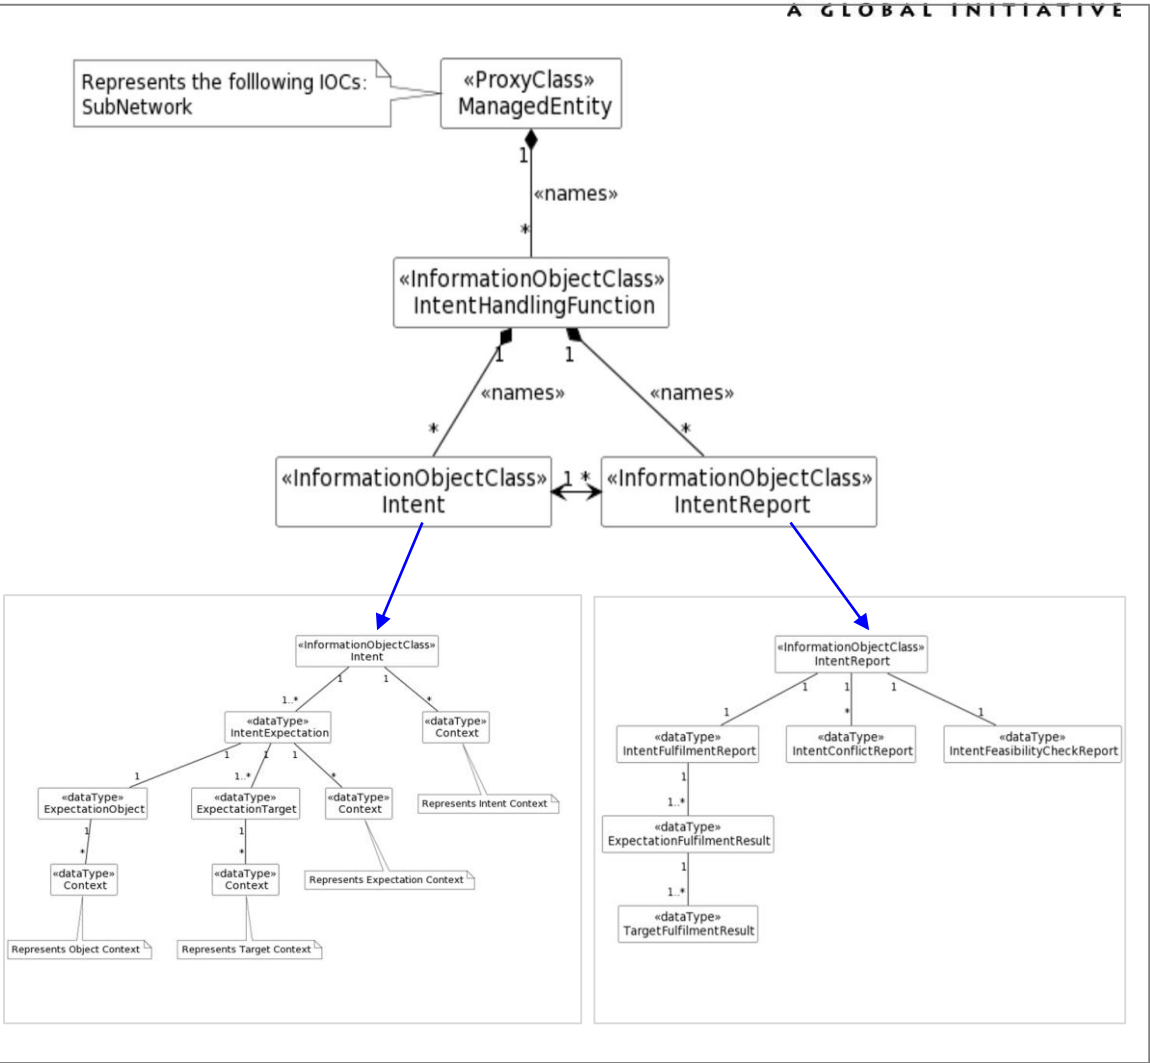 A GLOBAL INITIATIVE
Represents the folllowing IOCs:
SubNetwork
«ProxyClass»
ManagedEntity
1
«names»
*
«InformationObjectClass»
IntentHandlingFunction
1
1
«names»
«names»
*
*
«InformationObjectClass»
Intent
1 *
«InformationObjectClass»
IntentReport
«InformationObjectClass»
Intent
1
1
1..*
*
«dataType»
IntentExpectation
«dataType»
Context
1
1
1
1
1..*
*
Represents Intent Context
«dataType»
ExpectationObject
«dataType»
ExpectationTarget
«dataType»
Context
1
1
*
*
«dataType»
Context
«dataType»
Context
Represents Expectation Context
Represents Object Context
Represents Target Context
«InformationObjectClass»
IntentReport
1
1
1
1
*
1
«dataType»
IntentFulfilmentReport
«dataType»
IntentConflictReport
«dataType»
IntentFeasibilityCheckReport
1
1..*
«dataType»
ExpectationFulfilmentResult
1
1..*
«dataType»
TargetFulfilmentResult